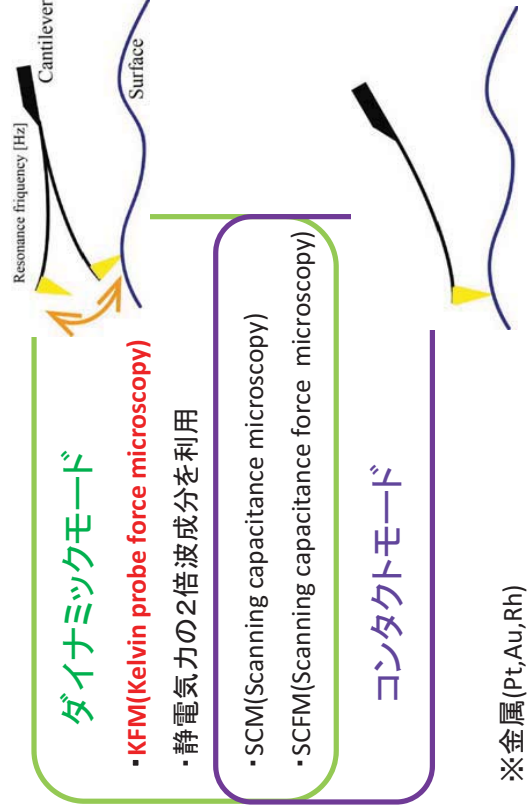 ダイナミックモード
・KFM(Kelvin probe force microscopy)
・静電気力の２倍波成分を利用
・SCM(Scanning capacitance microscopy)
・SCFM(Scanning capacitance force microscopy)
コンタクトモード
※金属(Pt,Au,Rh)
Resonance friquency [Hz]
Cantilever
Surface